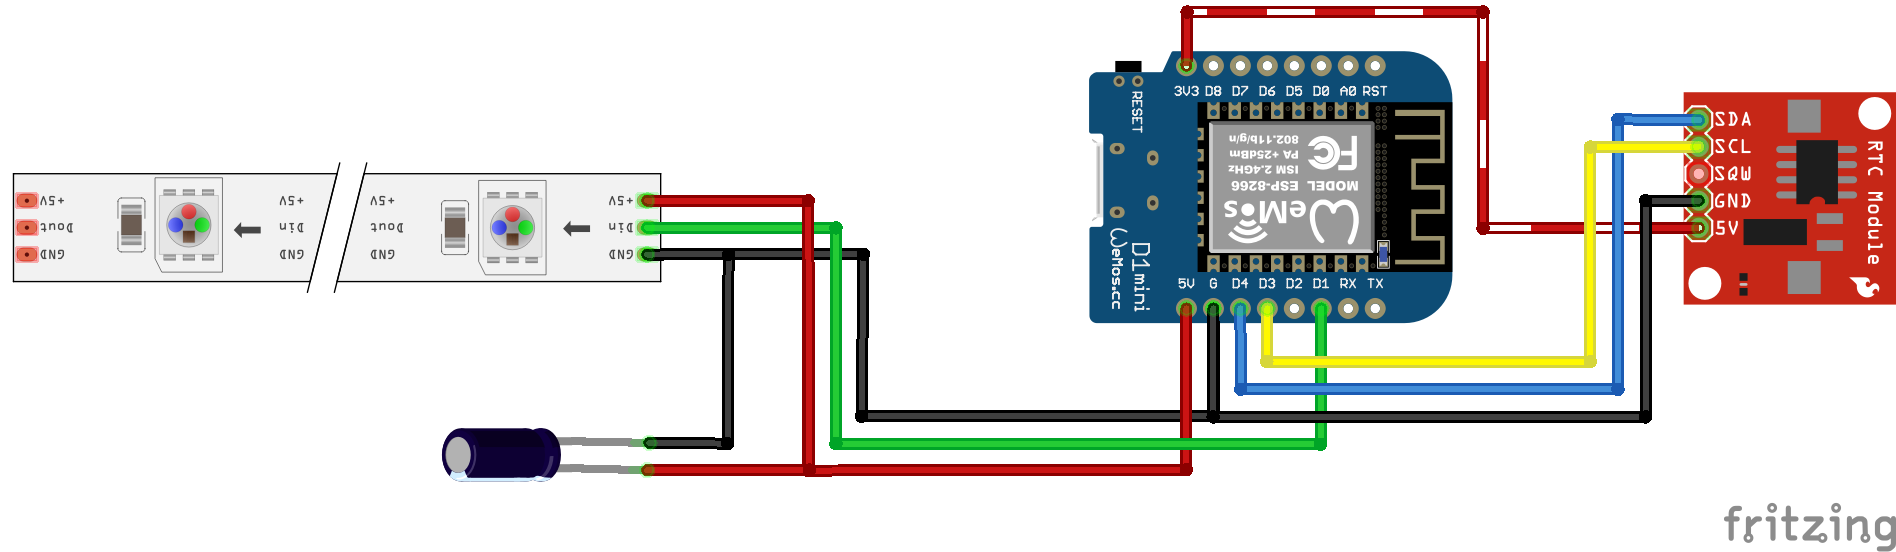 +5V
Dout
GND
+5V
Din
GND
+5V
Dout
GND
+5V
Din
GND
RESET
3V3 D8 D7 D6 D5 D0 A0 RST
802.11b/g/n
PA +25dBm
ISM 2.4GHz
MODEL ESP-8266
FC
WeMos
D1mini
WeMos.cc
5V G D4 D3 D2 D1 RX TX
SDA
SCL
SQW
GND
5V
RTC Module
fritzing